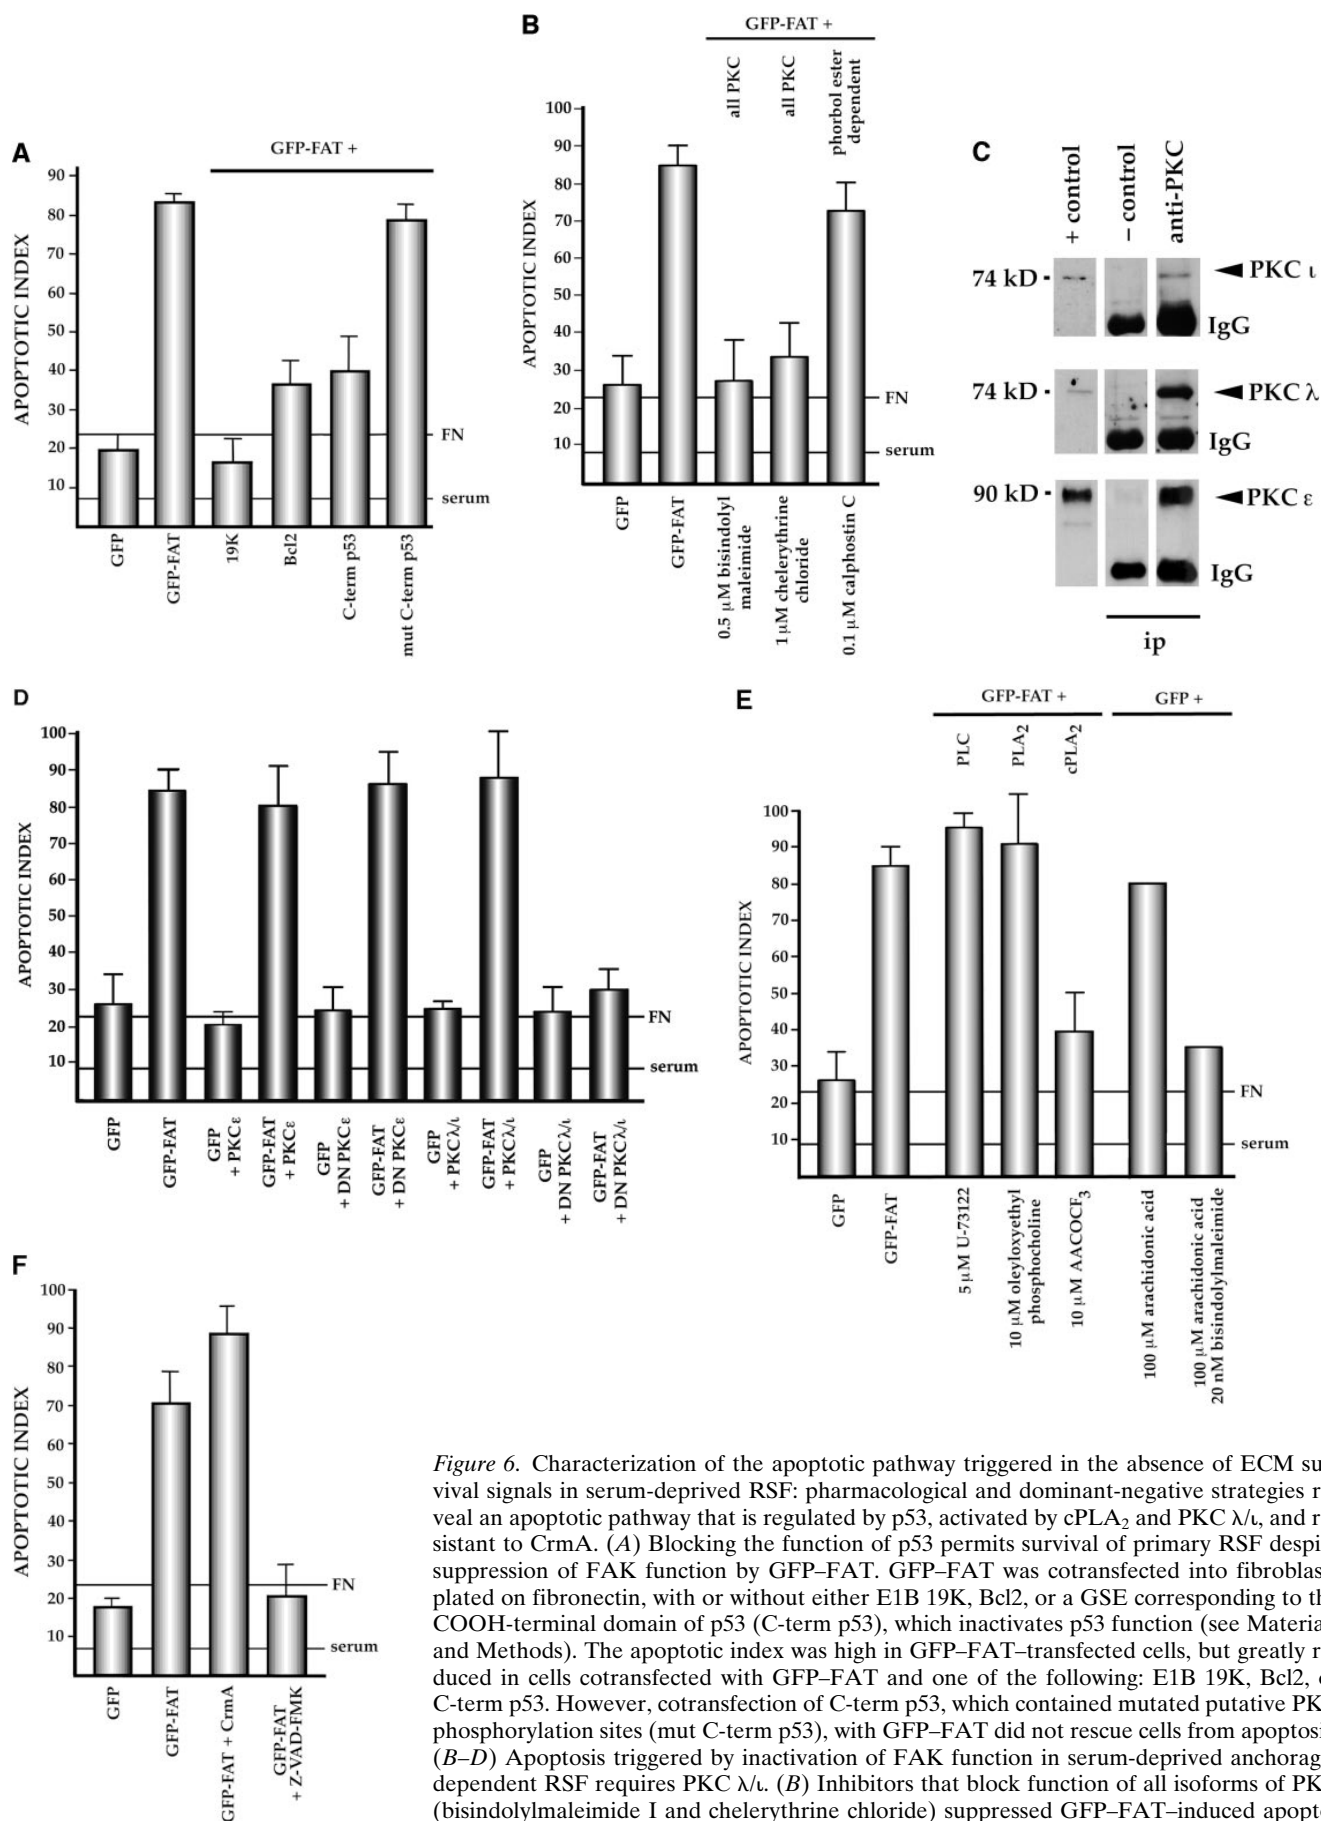 A
GFP-FAT +
APOPTOTIC INDEX
90
80
70
60
50
40
30
20
10
FN
serum
GFP
GFP-FAT
19K
Bcl2
C-term p53
mut C-term p53
B
GFP-FAT +
all PKC
all PKC
phorbol ester
dependent
APOPTOTIC INDEX
100
90
80
70
60
50
40
30
20
10
FN
serum
GFP
GFP-FAT
0.5 μM bisindolyl
maleimide
1 μM chelerythrine
chloride
0.1 μM calphostin C
C
+ control
– control
anti-PKC
74 kD
PKC ι
IgG
74 kD
PKC λ
IgG
90 kD
PKC ε
IgG
ip
D
APOPTOTIC INDEX
100
90
80
70
60
50
40
30
20
10
FN
serum
GFP
GFP-FAT
GFP
+ PKCε
GFP-FAT
+ PKCε
GFP
+ DN PKCε
GFP-FAT
+ DN PKCε
GFP
+ PKCλ/ι
GFP-FAT
+ PKCλ/ι
GFP
+ DN PKCλ/ι
GFP-FAT
+ DN PKCλ/ι
E
GFP-FAT +
GFP +
PLC
PLA2
cPLA2
APOPTOTIC INDEX
100
90
80
70
60
50
40
30
20
10
FN
serum
GFP
GFP-FAT
5 μM U-73122
10 μM oleyloxyethyl
phosphocholine
10 μM AACOCF3
100 μM arachidonic acid
100 μM arachidonic acid
20 nM bisindolylmaleimide
F
APOPTOTIC INDEX
100
90
80
70
60
50
40
30
20
10
FN
serum
GFP
GFP-FAT
GFP-FAT + CrmA
GFP-FAT
+ Z-VAD-FMK
Figure 6. Characterization of the apoptotic pathway triggered in the absence of ECM su
vival signals in serum-deprived RSF: pharmacological and dominant-negative strategies r
veal an apoptotic pathway that is regulated by p53, activated by cPLA2 and PKC λ/ι, and r
sistant to CrmA. (A) Blocking the function of p53 permits survival of primary RSF despi
suppression of FAK function by GFP–FAT. GFP–FAT was cotransfected into fibroblas
plated on fibronectin, with or without either E1B 19K, Bcl2, or a GSE corresponding to th
COOH-terminal domain of p53 (C-term p53), which inactivates p53 function (see Materia
and Methods). The apoptotic index was high in GFP–FAT–transfected cells, but greatly r
duced in cells cotransfected with GFP–FAT and one of the following: E1B 19K, Bcl2, o
C-term p53. However, cotransfection of C-term p53, which contained mutated putative PK
phosphorylation sites (mut C-term p53), with GFP–FAT did not rescue cells from apoptosi
(B–D) Apoptosis triggered by inactivation of FAK function in serum-deprived anchorag
dependent RSF requires PKC λ/ι. (B) Inhibitors that block function of all isoforms of PK
(bisindolylmaleimide I and chelerythrine chloride) suppressed GFP–FAT–induced apopto